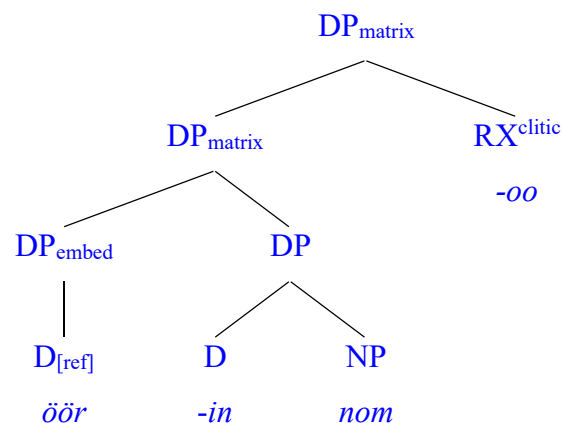 DPmatrix
DPmatrix RXclitic
-oo
DPembed DP
D[ref] D NP
öör -in nom